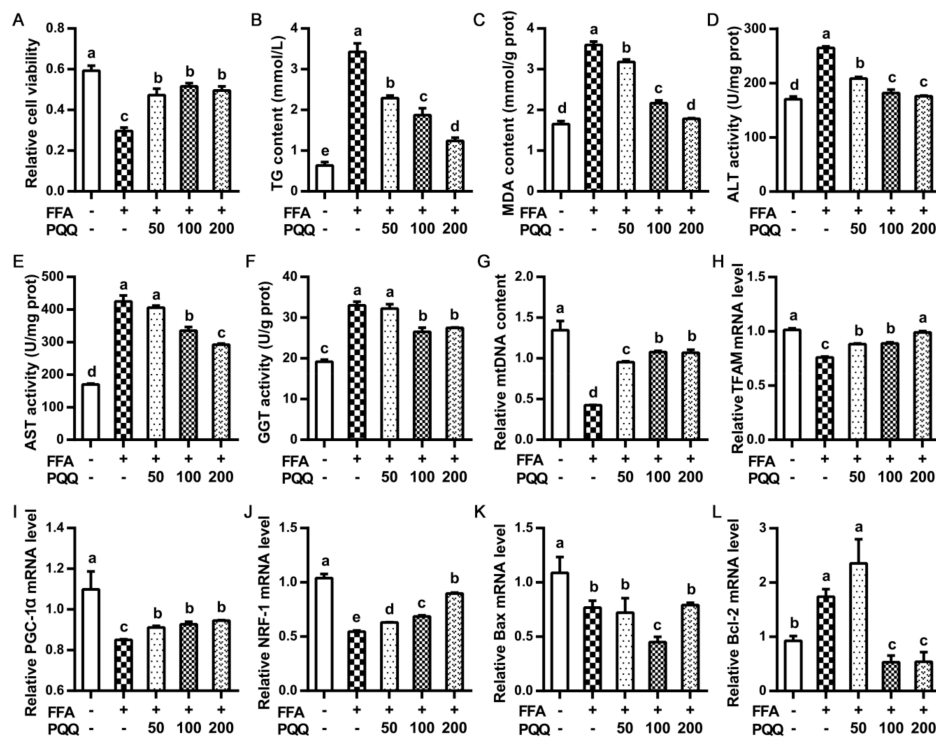 A
Relative cell viability
0.8
0.6
0.4
0.2
0.0
a c b b b
FFA - + + + +
PQQ - - 50 100 200
B
TG content (mmol/L)
4
3
2
1
0
e a b c d
FFA - + + + +
PQQ - - 50 100 200
C
MDA content (mmol/g prot)
4
3
2
1
0
d a b c d
FFA - + + + +
PQQ - - 50 100 200
D
ALT activity (U/mg prot)
300
200
100
0
d a b c c
FFA - + + + +
PQQ - - 50 100 200
E
AST activity (U/mg prot)
500
400
300
200
100
0
d a a b c
FFA - + + + +
PQQ - - 50 100 200
F
GGT activity (U/g prot)
40
30
20
10
0
c a a b b
FFA - + + + +
PQQ - - 50 100 200
G
Relative mtDNA content
2.0
1.5
1.0
0.5
0.0
a d c b b
FFA - + + + +
PQQ - - 50 100 200
H
Relative TFAM mRNA level
1.5
1.0
0.5
0.0
a c b b a
FFA - + + + +
PQQ - - 50 100 200
I
Relative PGC-1α mRNA level
1.4
1.2
1.0
0.8
0.6
a c b b b
FFA - + + + +
PQQ - - 50 100 200
J
Relative NRF-1 mRNA level
1.5
1.0
0.5
0.0
a e d c b
FFA - + + + +
PQQ - - 50 100 200
K
Relative Bax mRNA level
1.5
1.0
0.5
0.0
a b b c b
FFA - + + + +
PQQ - - 50 100 200
L
Relative Bcl-2 mRNA level
3
2
1
0
b a a c c
FFA - + + + +
PQQ - - 50 100 200